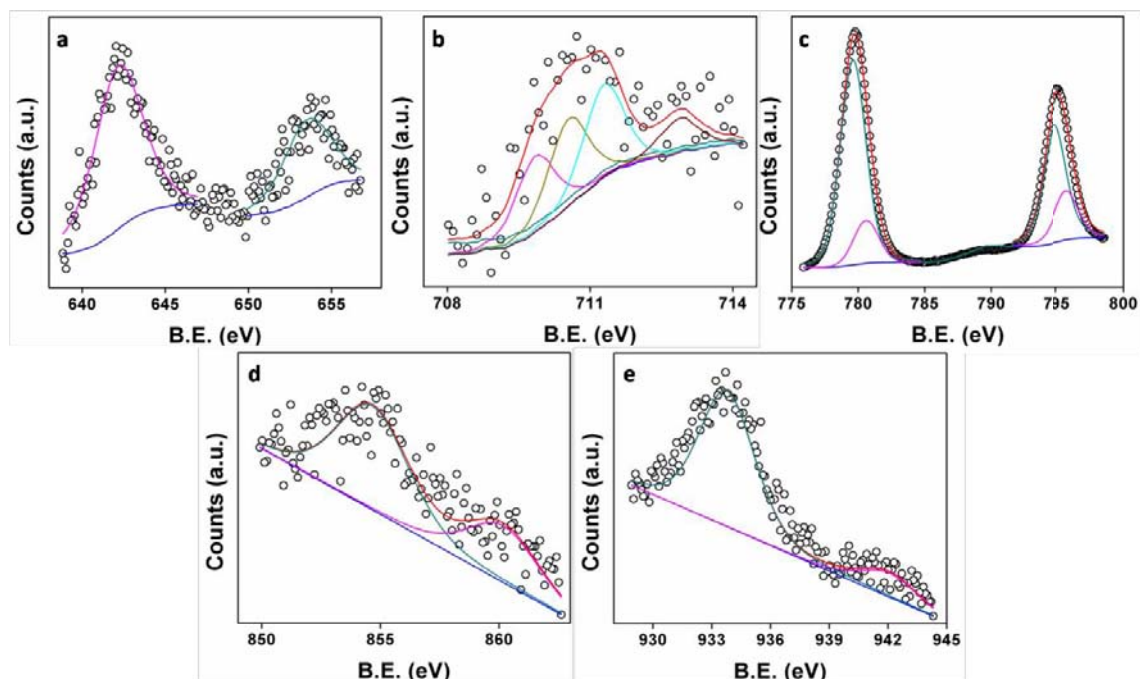 a
Counts (a.u.)
640 645 650 655
B.E. (eV)
b
Counts (a.u.)
708 711 714
B.E. (eV)
c
Counts (a.u.)
775 780 785 790 795 800
B.E. (eV)
d
Counts (a.u.)
850 855 860
B.E. (eV)
e
Counts (a.u.)
930 933 936 939 942 945
B.E. (eV)